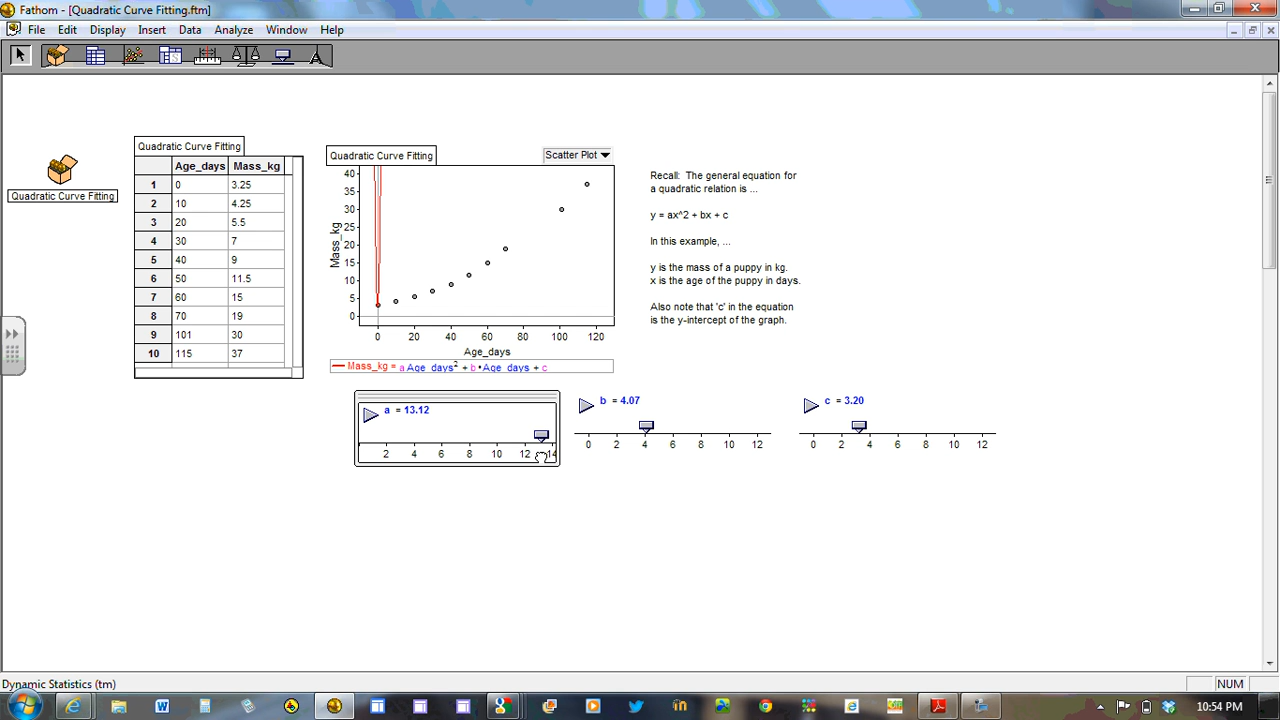 Fathom - [Quadratic Curve Fitting.ftm]
File Edit Display Insert Data Analyze Window Help
Quadratic Curve Fitting
Quadratic Curve Fitting
Age_days Mass_kg
1 0 3.25
2 10 4.25
3 20 5.5
4 30 7
5 40 9
6 50 11.5
7 60 15
8 70 19
9 101 30
10 115 37
Quadratic Curve Fitting
Scatter Plot
Mass_kg
40
35
30
25
20
15
10
5
0
0 20 40 60 80 100 120
Age_days
Mass_kg = a Age_days² + b•Age_days + c
Recall: The general equation for
a quadratic relation is ...
y = ax^2 + bx + c
In this example, ...
y is the mass of a puppy in kg.
x is the age of the puppy in days.
Also note that 'c' in the equation
is the y-intercept of the graph.
a = 13.12
2 4 6 8 10 12 14
b = 4.07
0 2 4 6 8 10 12
c = 3.20
0 2 4 6 8 10 12
Dynamic Statistics (tm)
NUM
10:54 PM